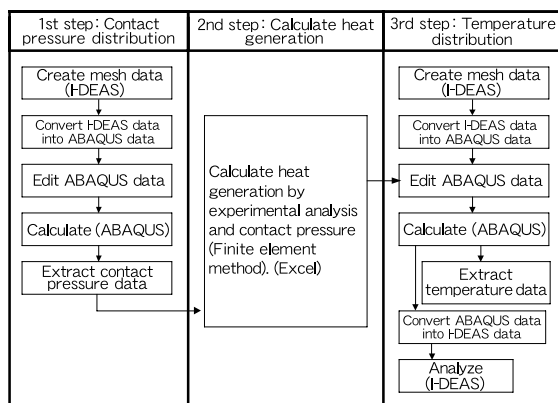 1st step: Contact
pressure distribution
Create mesh data
(I-DEAS)
Convert I-DEAS data
into ABAQUS data
Edit ABAQUS data
Calculate (ABAQUS)
Extract contact
pressure data
2nd step: Calculate heat
generation
Calculate heat
generation by
experimental analysis
and contact pressure
(Finite element
method). (Excel)
3rd step: Temperature
distribution
Create mesh data
(I-DEAS)
Convert I-DEAS data
into ABAQUS data
Edit ABAQUS data
Calculate (ABAQUS)
Extract
temperature data
Convert ABAQUS data
into I-DEAS data
Analyze
(I-DEAS)